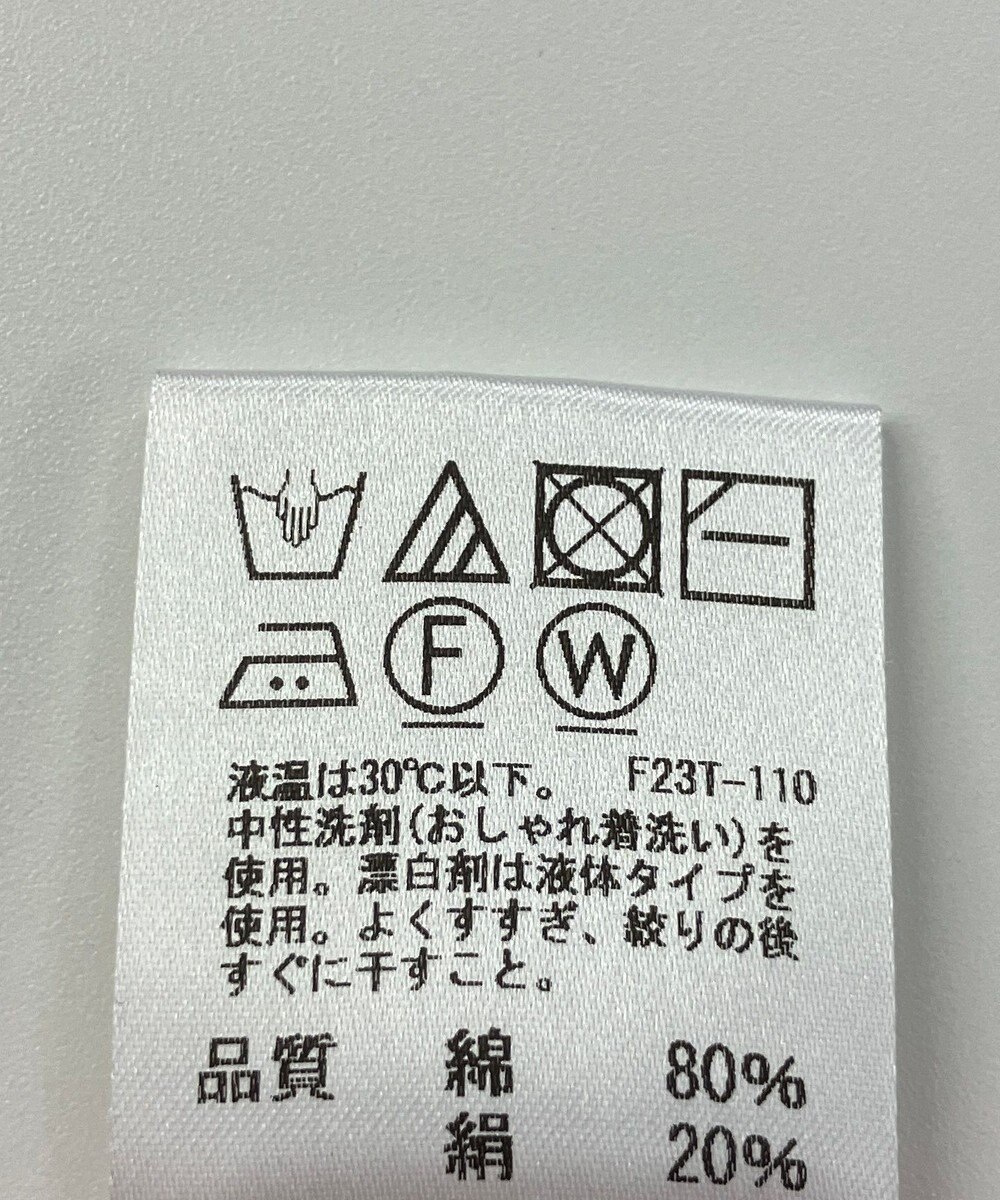 F W
液温は30℃以下。 F23T-110
中性洗剤(おしゃれ着洗い)を
使用。漂白剤は液体タイプを
使用。よくすすぎ、絞りの後
すぐに干すこと。
品質 綿 80%
絹 20%